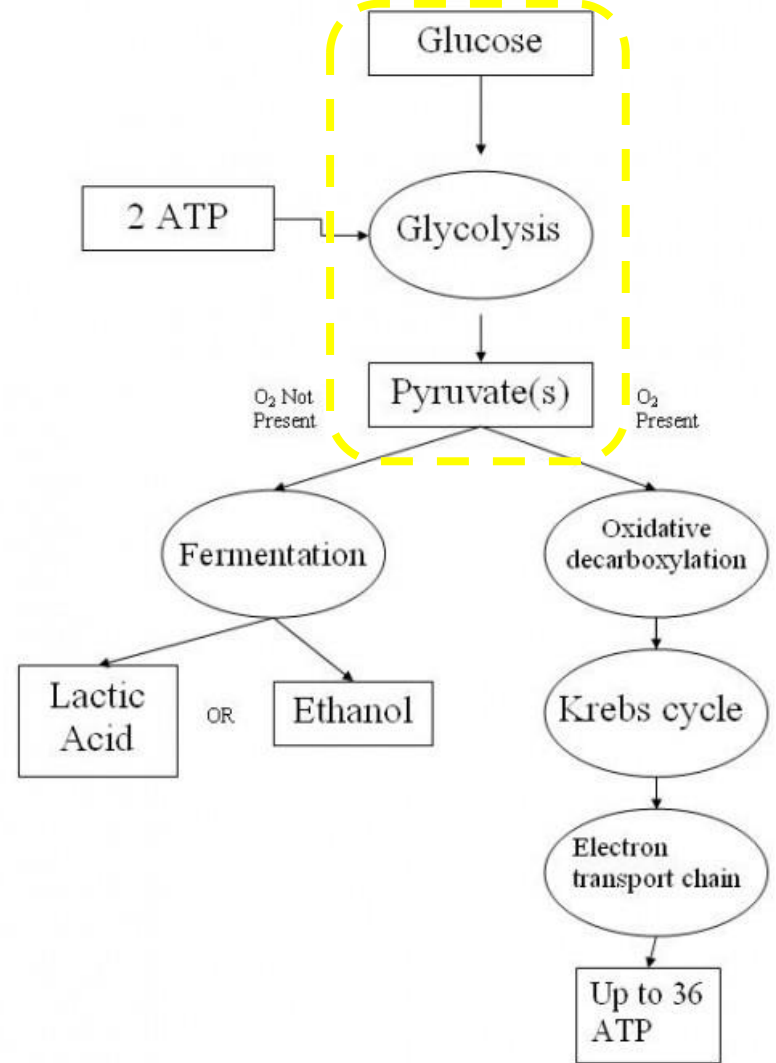 Glucose
2 ATP
Glycolysis
O₂ Not
Present
Pyruvate(s)
O₂
Present
Fermentation
Oxidative
decarboxylation
Lactic
Acid
OR
Ethanol
Krebs cycle
Electron
transport chain
Up to 36
ATP